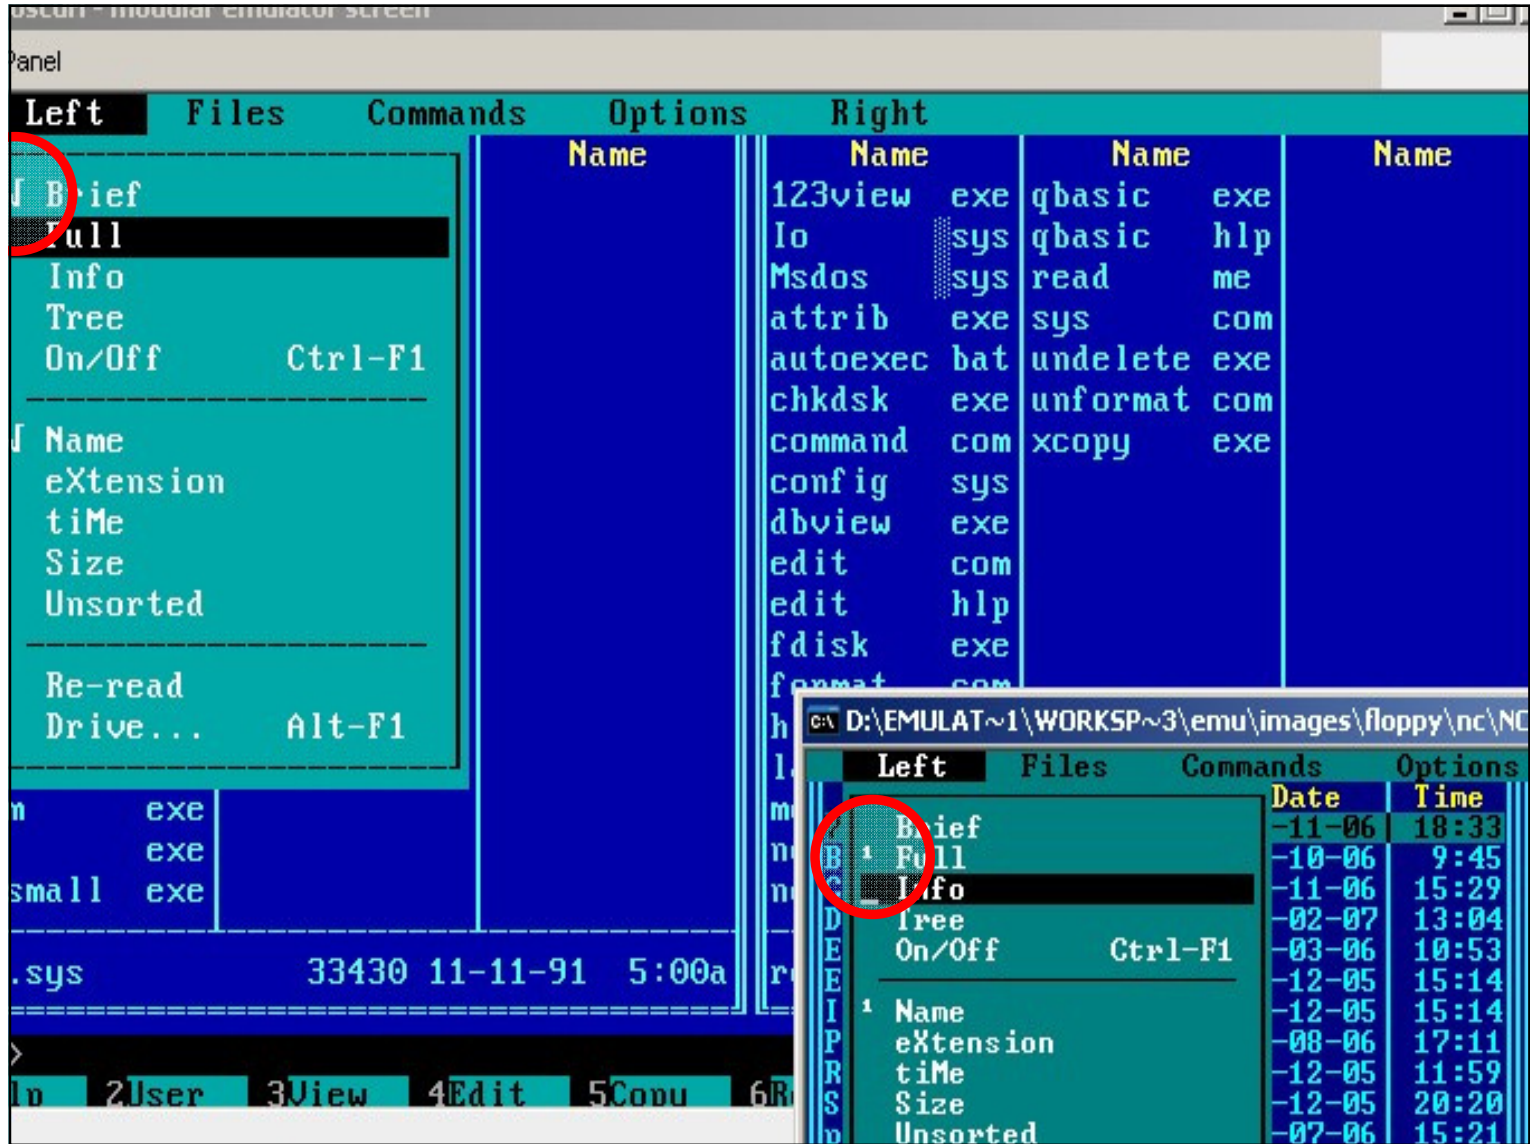 modular emulator screen
Panel
Left Files Commands Options Right
Name Name Name Name
√ Brief 123view exe qbasic exe
Full Io sys qbasic hlp
Info Msdos sys read me
Tree attrib exe sys com
On/Off Ctrl-F1 autoexec bat undelete exe
chkdsk exe unformat com
√ Name command com xcopy exe
eXtension config sys
tiMe dbview exe
Size edit com
Unsorted edit hlp
fdisk exe
Re-read format com
Drive... Alt-F1
exe
exe
small exe
.sys 33430 11-11-91 5:00a
>
2User 3View 4Edit 5Copy
D:\EMULAT~1\WORKSP~3\emu\images\floppy\nc\NC
Left Files Commands Options
Date Time
Brief -11-06 18:33
B ¹ Full -10-06 9:45
C Info -11-06 15:29
D Tree -02-07 13:04
E On/Off Ctrl-F1 -03-06 10:53
E -12-05 15:14
I ¹ Name -12-05 15:14
P eXtension -08-06 17:11
R tiMe -12-05 11:59
S Size -12-05 20:20
p Unsorted -07-06 15:21